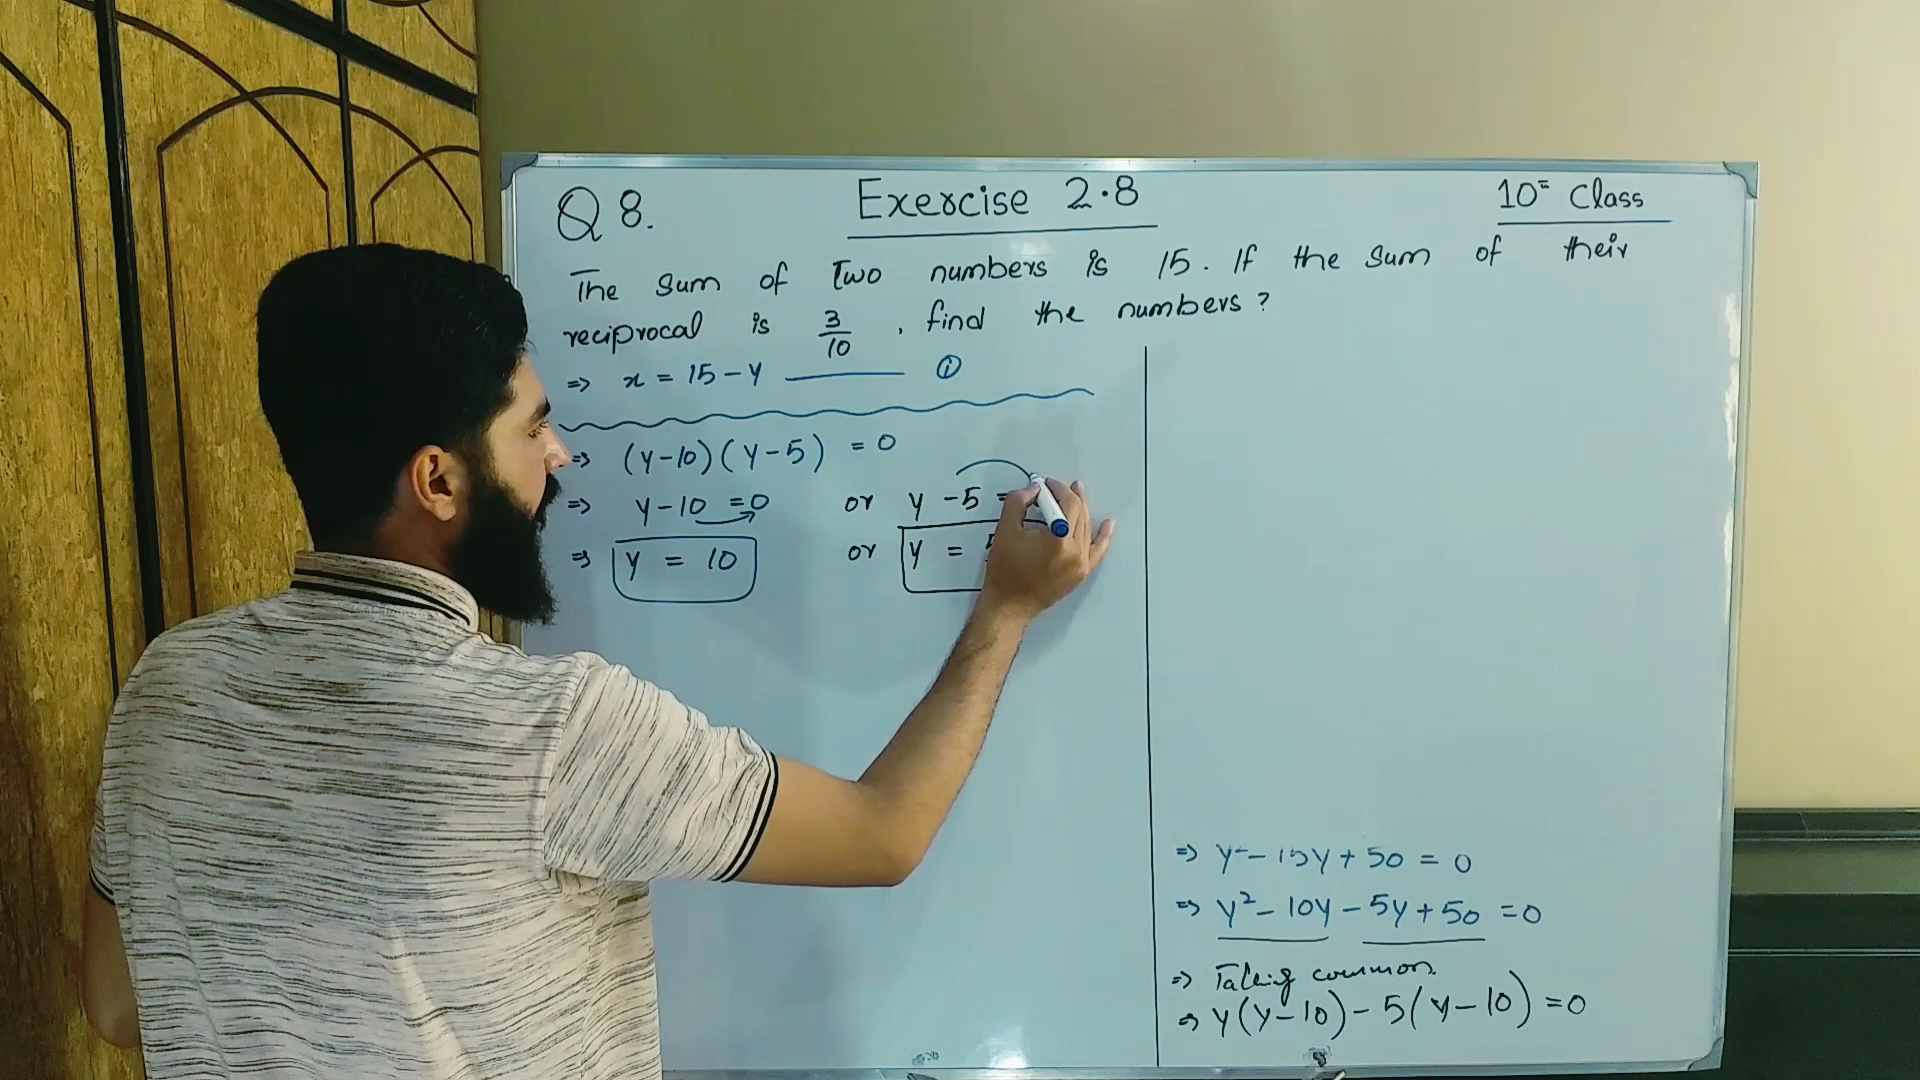 Q 8.
Exercise 2.8
10= Class
The sum of Two numbers is 15. If the sum of their
reciprocal is 3/10, find the numbers?
=> x = 15 - y ——— ①
=> (y-10)(y-5) = 0
=> y-10 = 0 or y - 5 =
=> y = 10 or y =
=> y² - 15y + 50 = 0
=> y² - 10y - 5y + 50 = 0
=> Taking common.
=> y(y-10) - 5(y-10) = 0